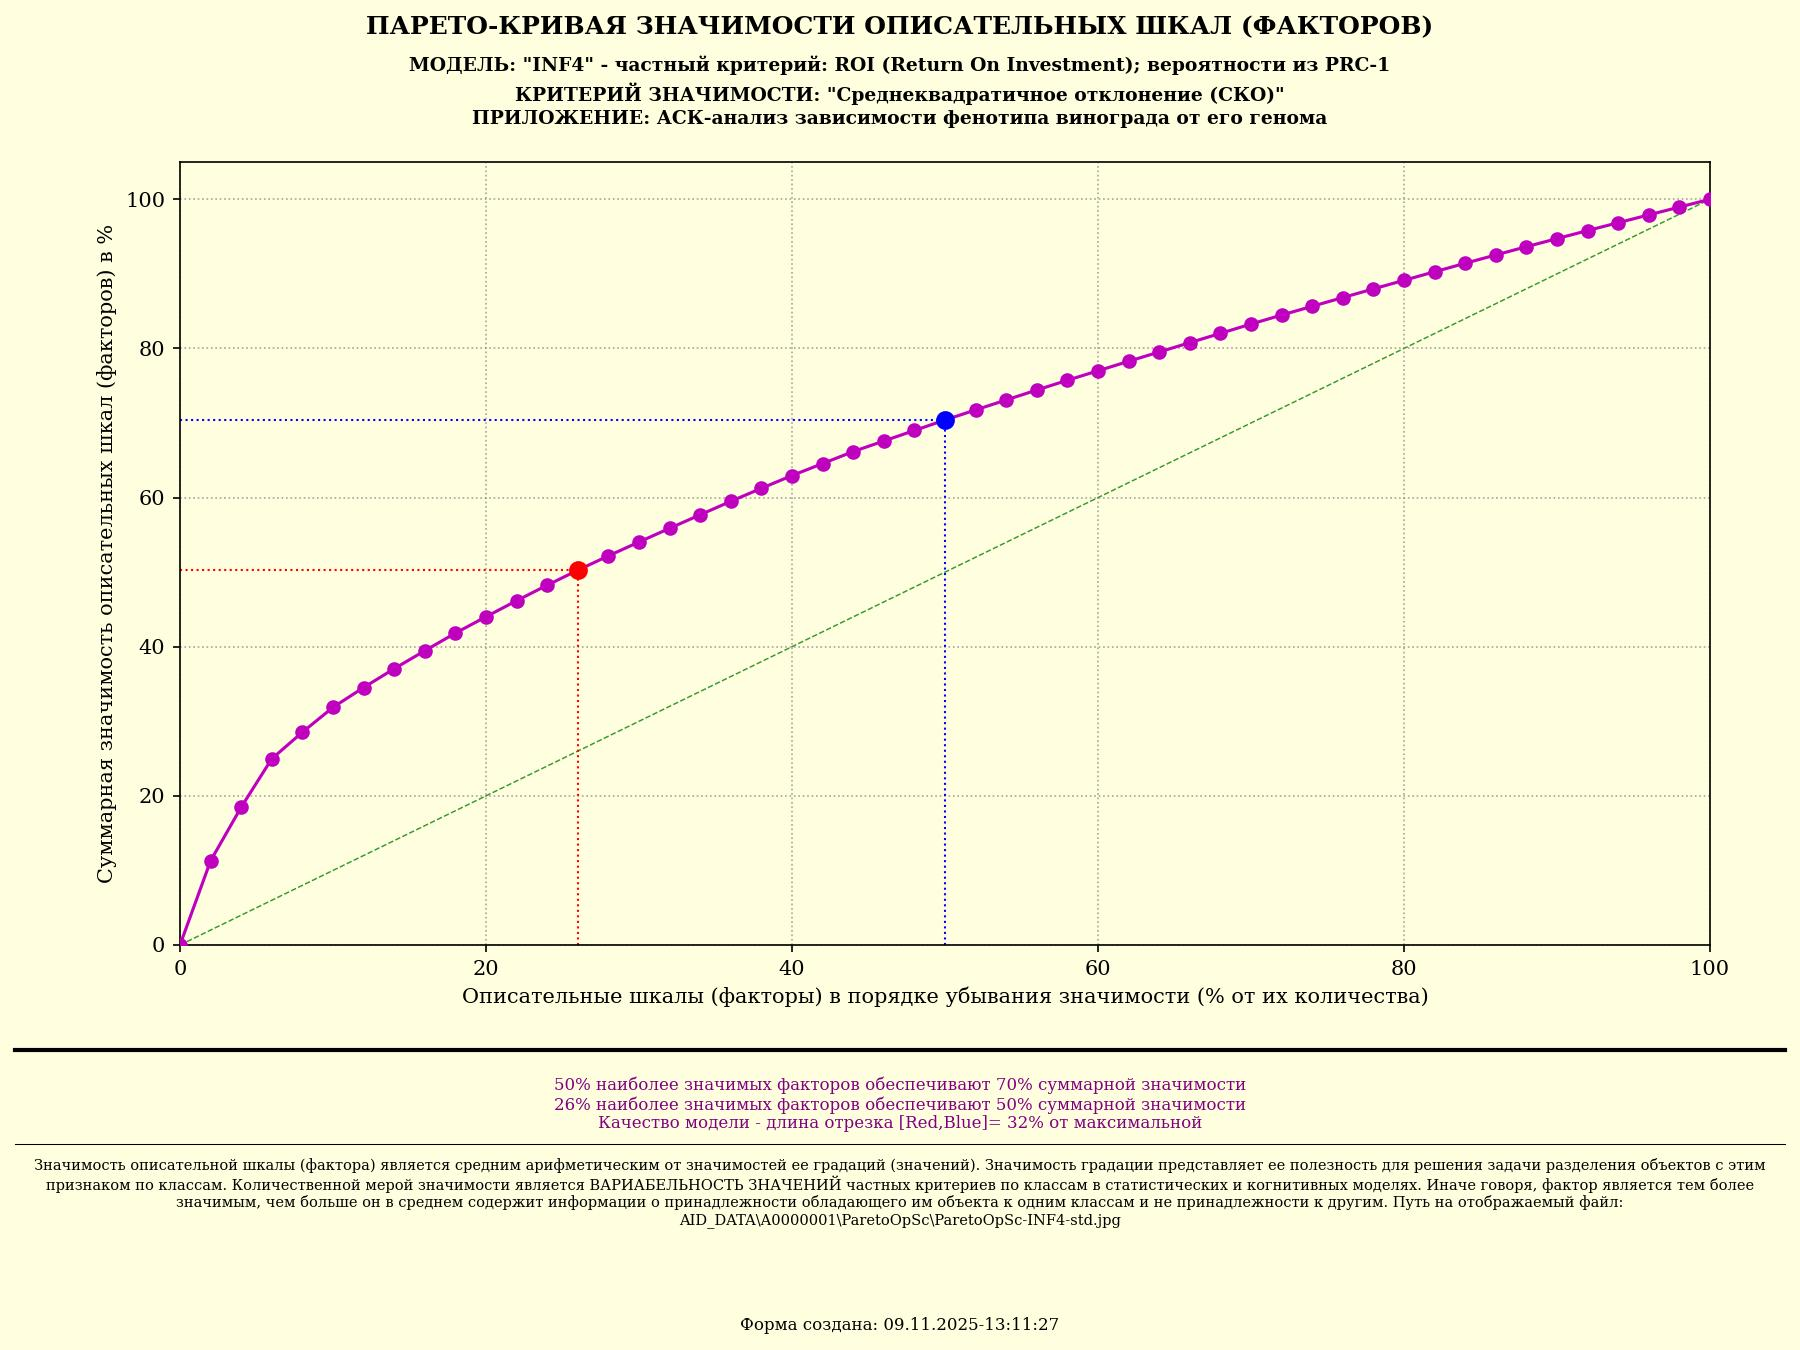 ПАРЕТО-КРИВАЯ ЗНАЧИМОСТИ ОПИСАТЕЛЬНЫХ ШКАЛ (ФАКТОРОВ)
МОДЕЛЬ: "INF4" - частный критерий: ROI (Return On Investment); вероятности из PRC-1
КРИТЕРИЙ ЗНАЧИМОСТИ: "Среднеквадратичное отклонение (СКО)"
ПРИЛОЖЕНИЕ: АСК-анализ зависимости фенотипа винограда от его генома
Суммарная значимость описательных шкал (факторов) в %
100
80
60
40
20
0
0 20 40 60 80 100
Описательные шкалы (факторы) в порядке убывания значимости (% от их количества)
50% наиболее значимых факторов обеспечивают 70% суммарной значимости
26% наиболее значимых факторов обеспечивают 50% суммарной значимости
Качество модели - длина отрезка [Red,Blue]= 32% от максимальной
Значимость описательной шкалы (фактора) является средним арифметическим от значимостей ее градаций (значений). Значимость градации представляет ее полезность для решения задачи разделения объектов с этим
признаком по классам. Количественной мерой значимости является ВАРИАБЕЛЬНОСТЬ ЗНАЧЕНИЙ частных критериев по классам в статистических и когнитивных моделях. Иначе говоря, фактор является тем более
значимым, чем больше он в среднем содержит информации о принадлежности обладающего им объекта к одним классам и не принадлежности к другим. Путь на отображаемый файл:
AID_DATA\A0000001\ParetoOpSc\ParetoOpSc-INF4-std.jpg
Форма создана: 09.11.2025-13:11:27